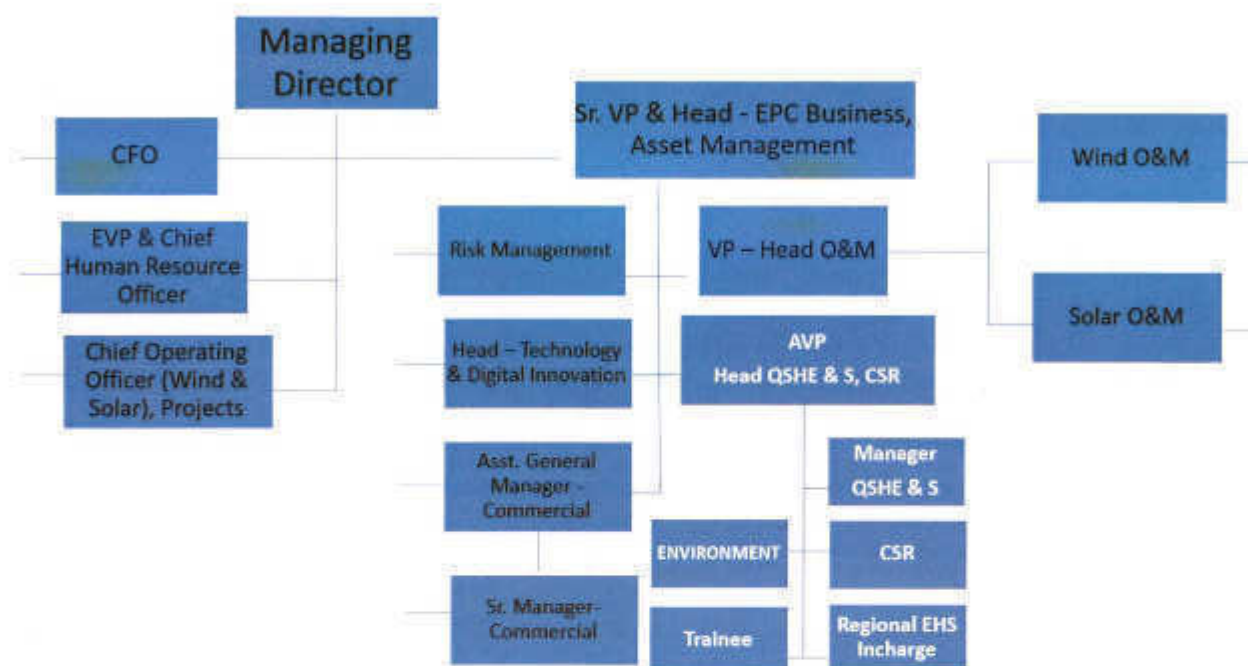 Managing
Director
CFO
Sr. VP & Head - EPC Business,
Asset Management
Wind O&M
EVP & Chief
Human Resource
Officer
Risk Management
VP – Head O&M
Solar O&M
Chief Operating
Officer (Wind &
Solar), Projects
Head – Technology
& Digital Innovation
AVP
Head QSHE & S, CSR
Asst. General
Manager -
Commercial
Manager
QSHE & S
ENVIRONMENT
CSR
Sr. Manager-
Commercial
Trainee
Regional EHS
Incharge